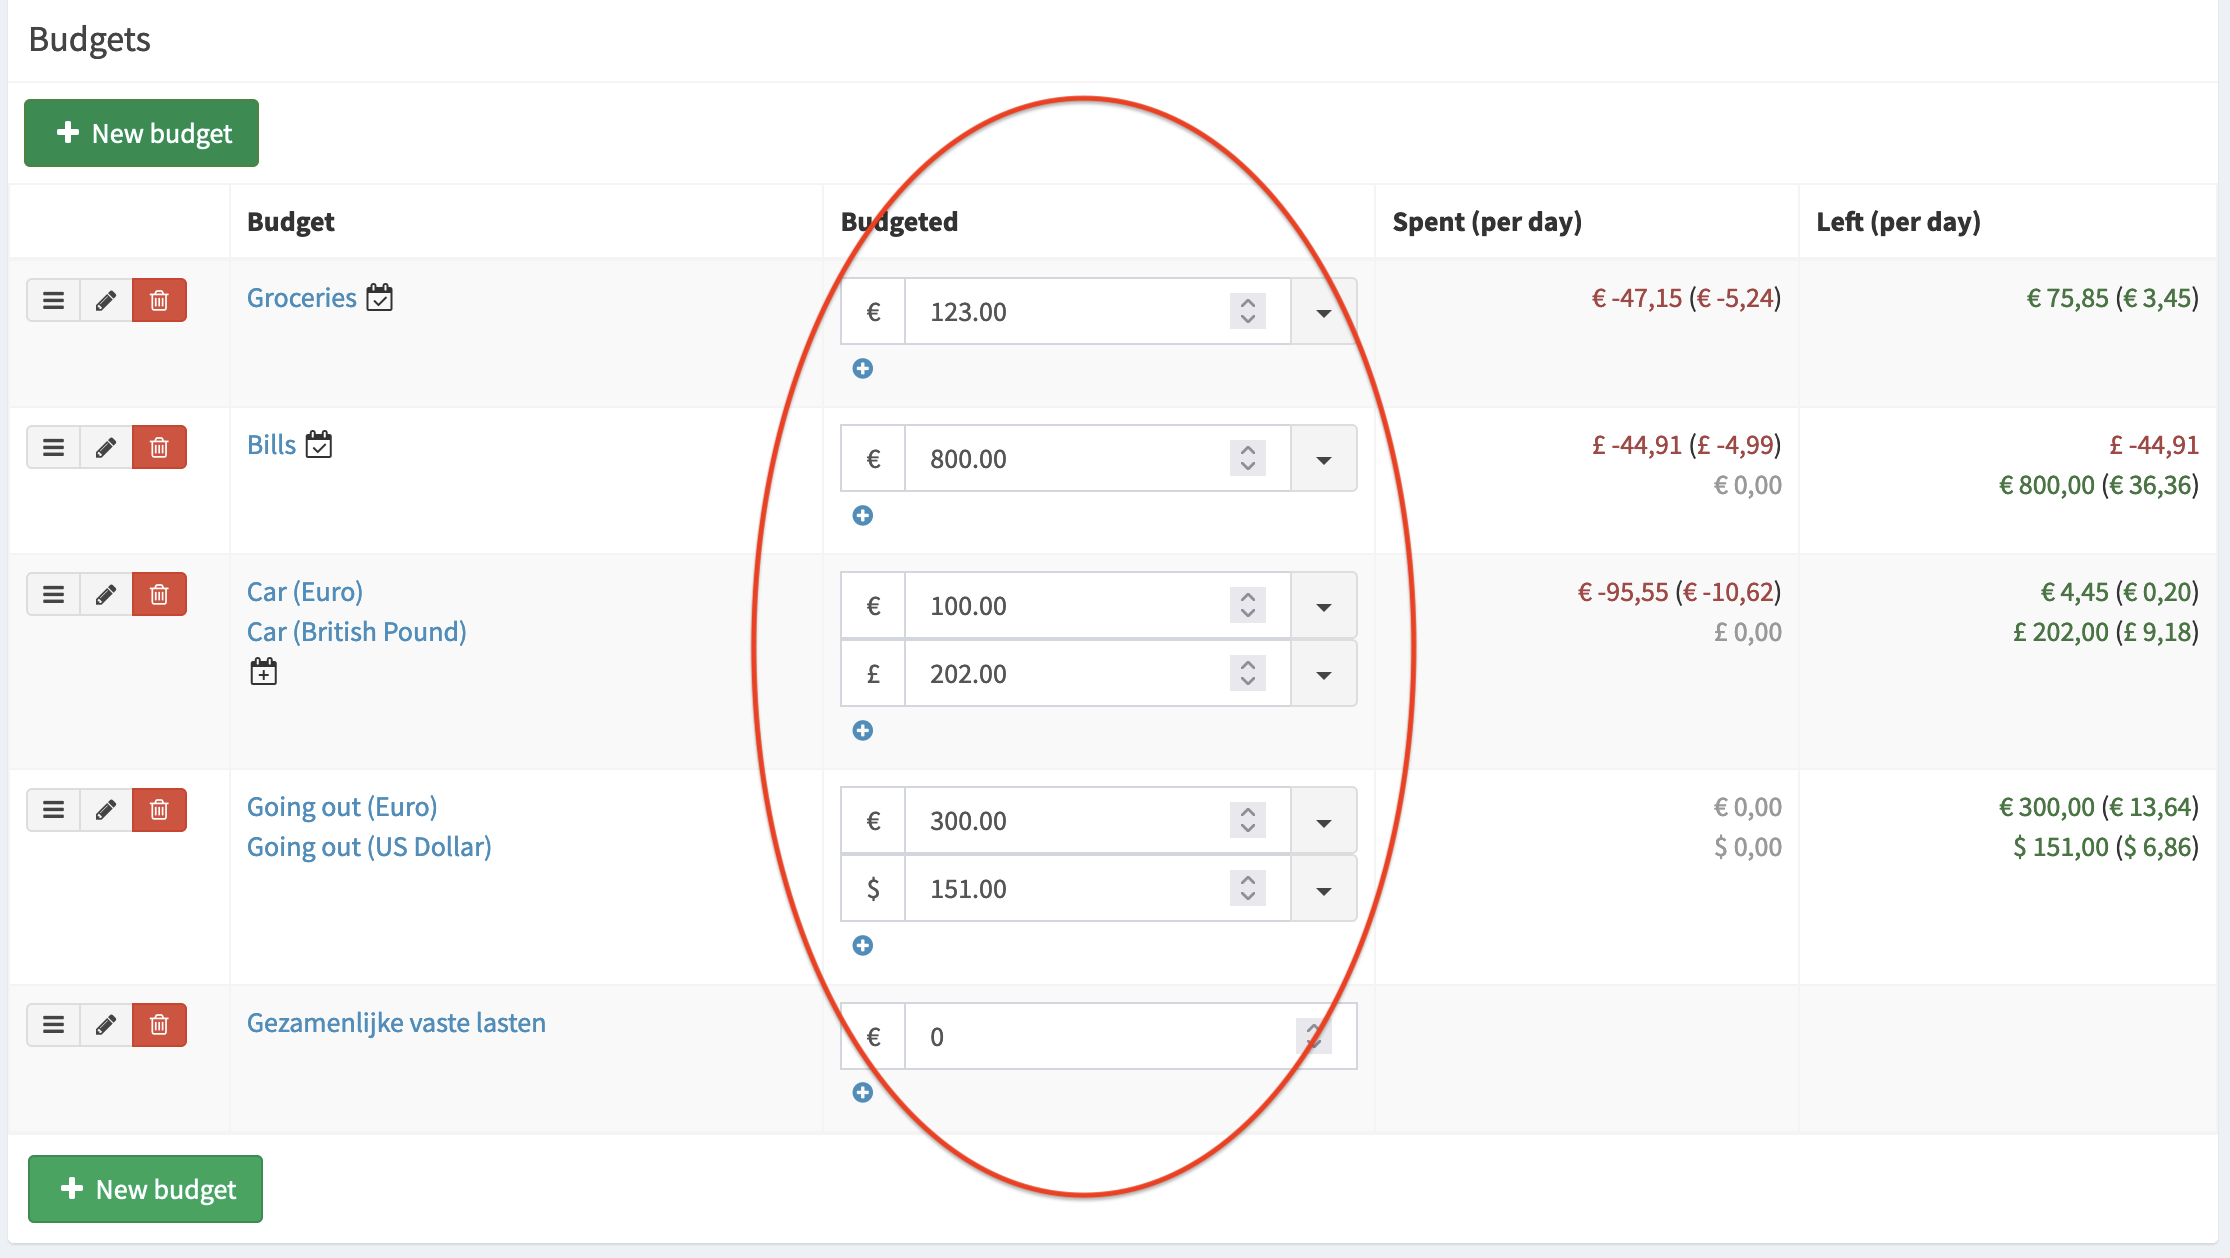 Budgets
New budget
Budget Budgeted Spent (per day) Left (per day)
Groceries € 123.00 € -47,15 (€ -5,24) € 75,85 (€ 3,45)
Bills € 800.00 £ -44,91 (£ -4,99) £ -44,91
€ 0,00 € 800,00 (€ 36,36)
Car (Euro) € 100.00 € -95,55 (€ -10,62) € 4,45 (€ 0,20)
Car (British Pound) £ 202.00 £ 0,00 £ 202,00 (£ 9,18)
Going out (Euro) € 300.00 € 0,00 € 300,00 (€ 13,64)
Going out (US Dollar) $ 151.00 $ 0,00 $ 151,00 ($ 6,86)
Gezamenlijke vaste lasten € 0
New budget